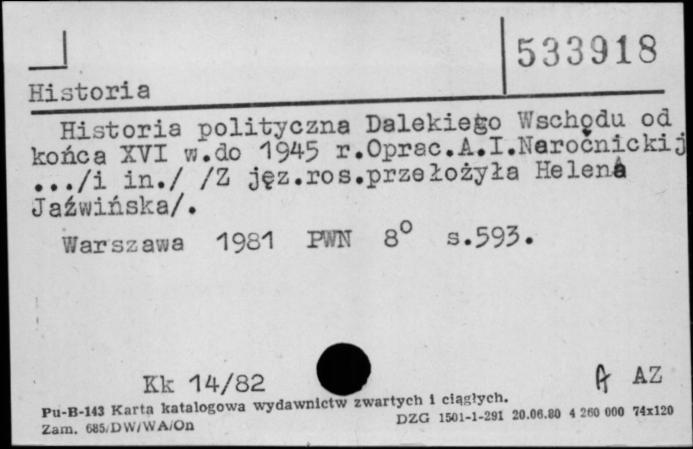 533918
Historia
Historia polityczna Dalekiego Wschodu od
końca XVI w.do 1945 r.Oprac.A.I.Naročnickij
.../i in./ /Z jęz.ros.przełożyła Helena
Jaźwińska/.
Warszawa 1981 PWN 8° s.593.
Kk 14/82 A AZ
Pu-B-143 Karta katalogowa wydawnictw zwartych i ciągłych.
Zam. 685/DW/WA/On DZG 1501-1-291 20.06.80 4 260 000 74x120